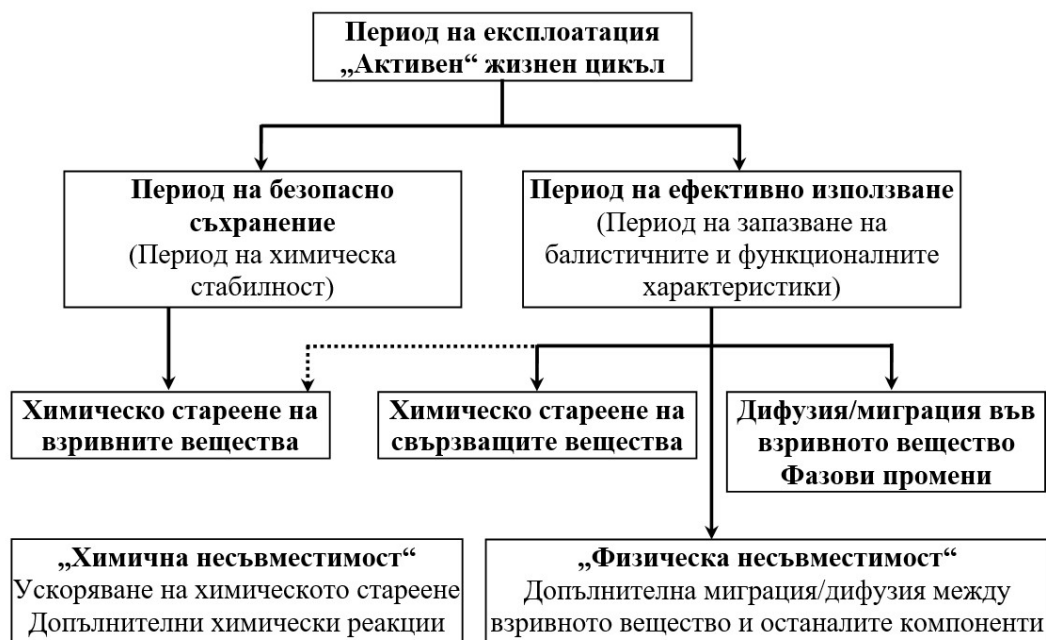 Период на експлоатация
„Активен“ жизнен цикъл
Период на безопасно
съхранение
(Период на химическа
стабилност)
Период на ефективно използване
(Период на запазване на
балистичните и функционалните
характеристики)
Химическо стареене на
взривните вещества
Химическо стареене на
свързващите вещества
Дифузия/миграция във
взривното вещество
Фазови промени
„Химична несъвместимост“
Ускоряване на химическото стареене
Допълнителни химически реакции
„Физическа несъвместимост“
Допълнителна миграция/дифузия между
взривното вещество и останалите компоненти